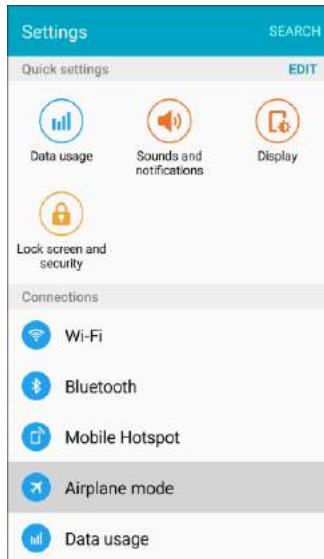 Settings SEARCH
Quick settings EDIT
Data usage
Sounds and
notifications
Display
Lock screen and
security
Connections
Wi-Fi
Bluetooth
Mobile Hotspot
Airplane mode
Data usage